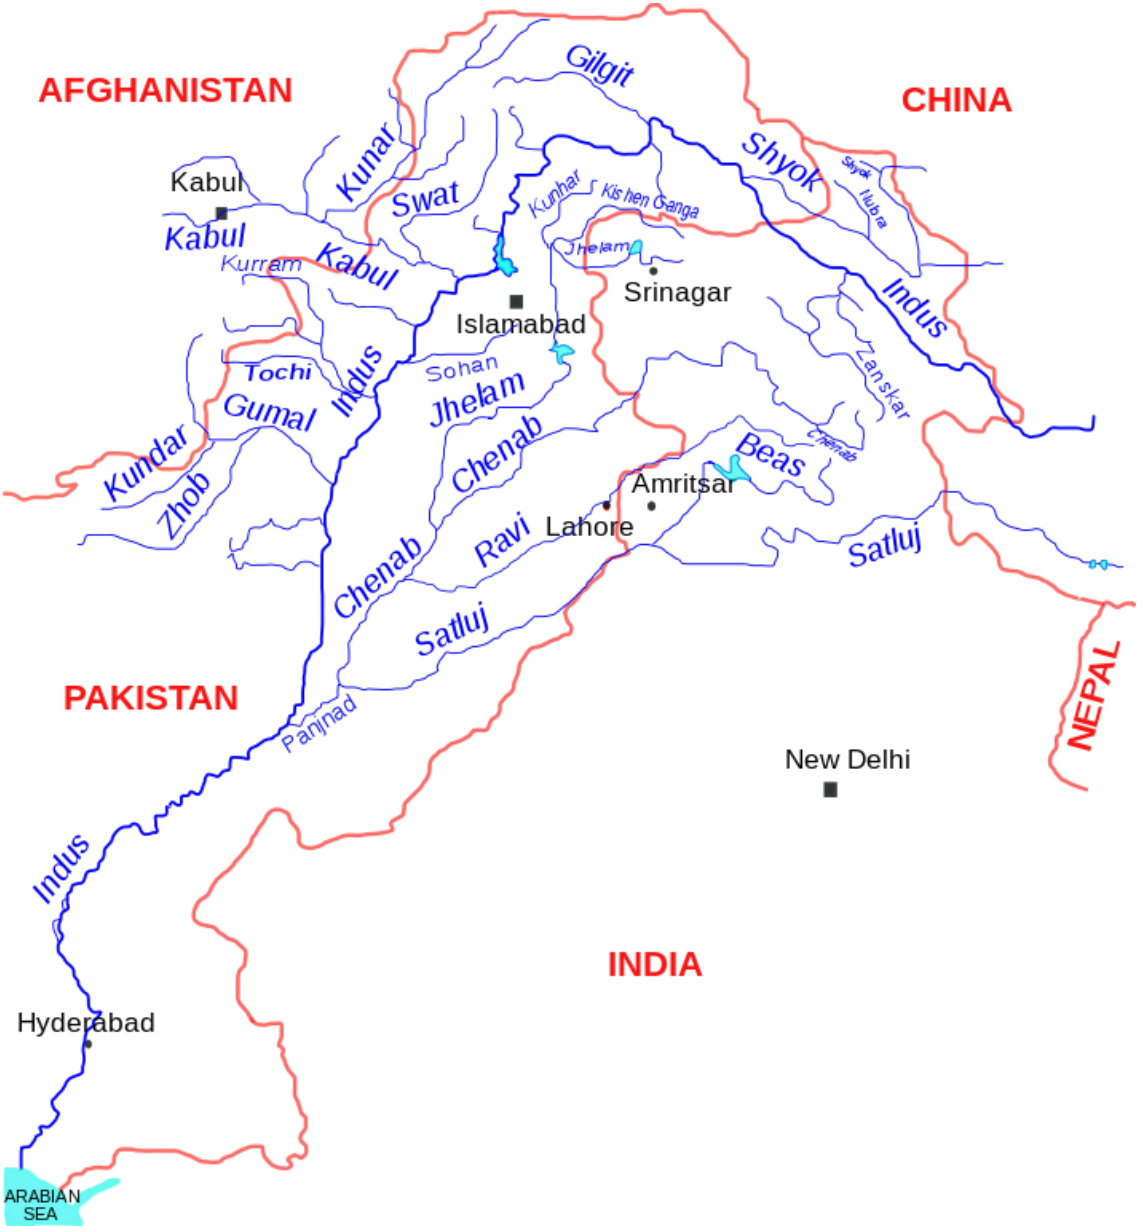 Gilgit
AFGHANISTAN
CHINA
Kunar
Shyok
Shyok
Kabul
Swat
Kunhar
Kishen Ganga
Nubra
Kabul
Kurram
Kabul
Jhelam
Srinagar
Indus
Islamabad
Sohan
Zanskar
Tochi
Indus
Jhelam
Gumal
Chenab
Chenab
Beas
Kundar
Zhob
Amritsar
Lahore
Ravi
Satluj
Chenab
Satluj
PAKISTAN
NEPAL
Panjnad
New Delhi
Indus
INDIA
Hyderabad
ARABIAN
SEA